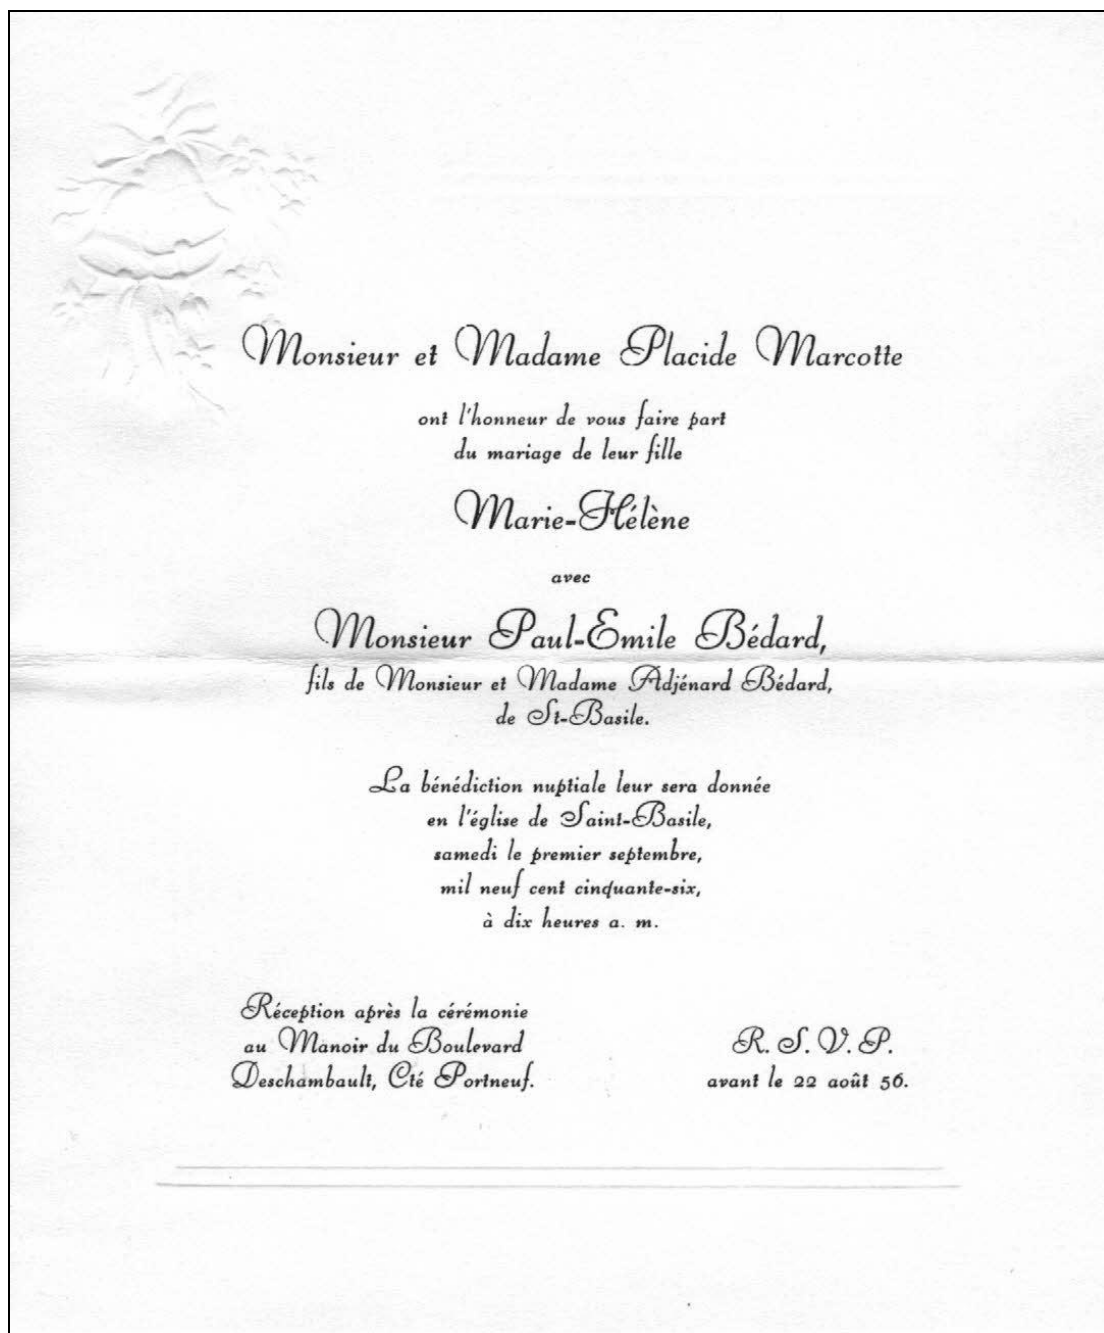 Monsieur et Madame Placide Marcotte
ont l'honneur de vous faire part
du mariage de leur fille
Marie-Hélène
avec
Monsieur Paul-Emile Bédard,
fils de Monsieur et Madame Adjénard Bédard,
de St-Basile.
La bénédiction nuptiale leur sera donnée
en l'église de Saint-Basile,
samedi le premier septembre,
mil neuf cent cinquante-six,
à dix heures a. m.
Réception après la cérémonie
au Manoir du Boulevard
Deschambault, Cté Portneuf.
R. S. V. P.
avant le 22 août 56.